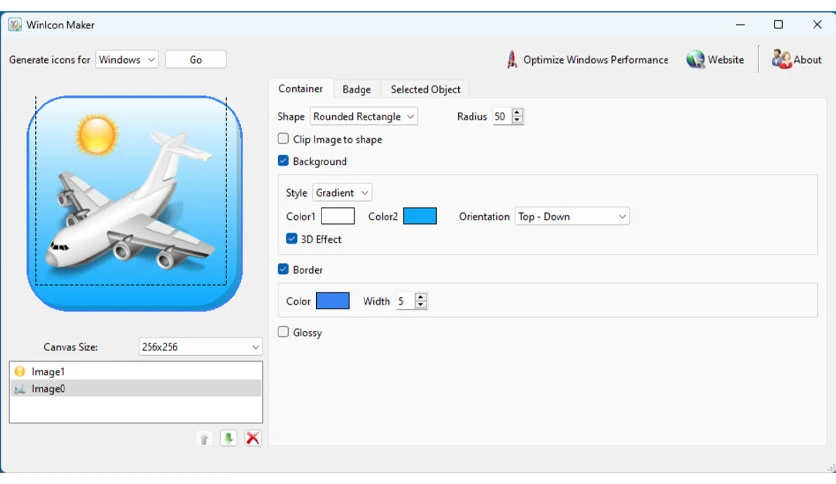 WinIcon Maker
Generate icons for Windows Go Optimize Windows Performance Website About
Container Badge Selected Object
Shape Rounded Rectangle Radius 50
Clip Image to shape
Background
Style Gradient
Color1 Color2 Orientation Top - Down
3D Effect
Border
Color Width 5
Glossy
Canvas Size: 256x256
Image1
Image0